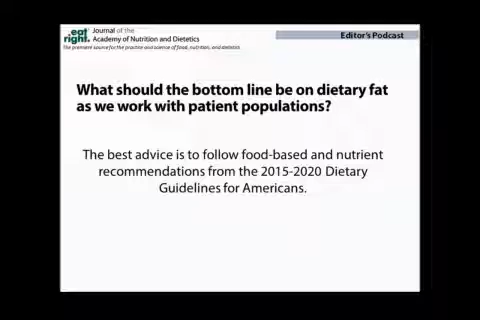 eat right.
Journal of the
Academy of Nutrition and Dietetics
The premier source for the practice and science of food, nutrition, and dietetics
Editor's Podcast
What should the bottom line be on dietary fat
as we work with patient populations?
The best advice is to follow food-based and nutrient
recommendations from the 2015-2020 Dietary
Guidelines for Americans.